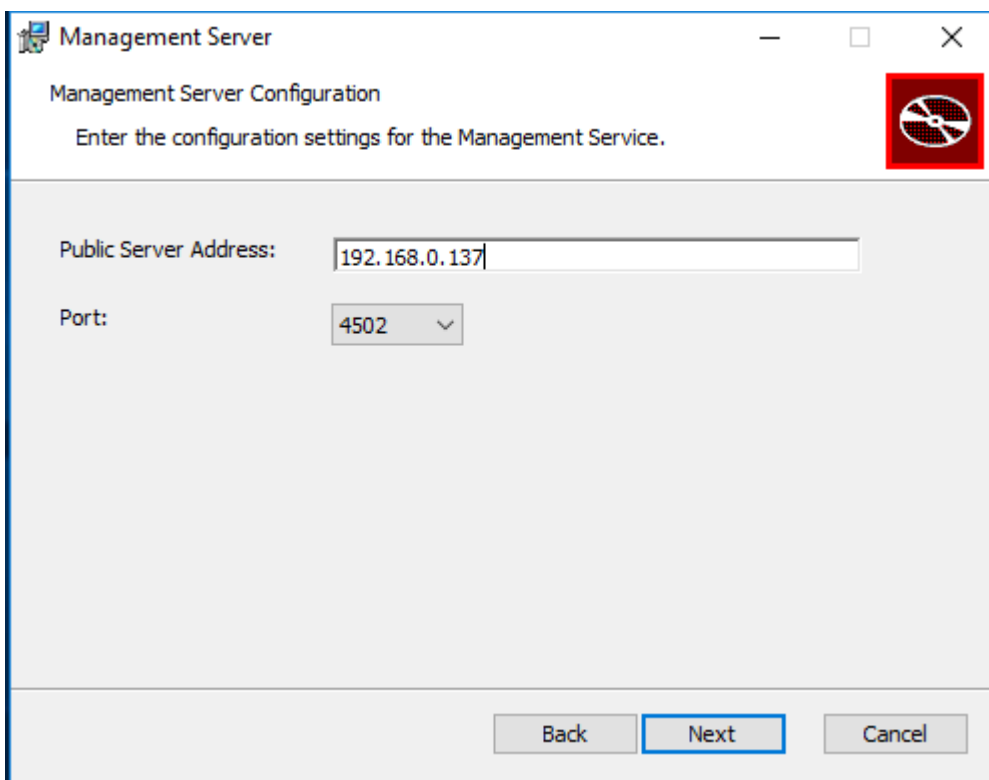 Management Server
Management Server Configuration
Enter the configuration settings for the Management Service.
Public Server Address: 192.168.0.137
Port: 4502
Back Next Cancel